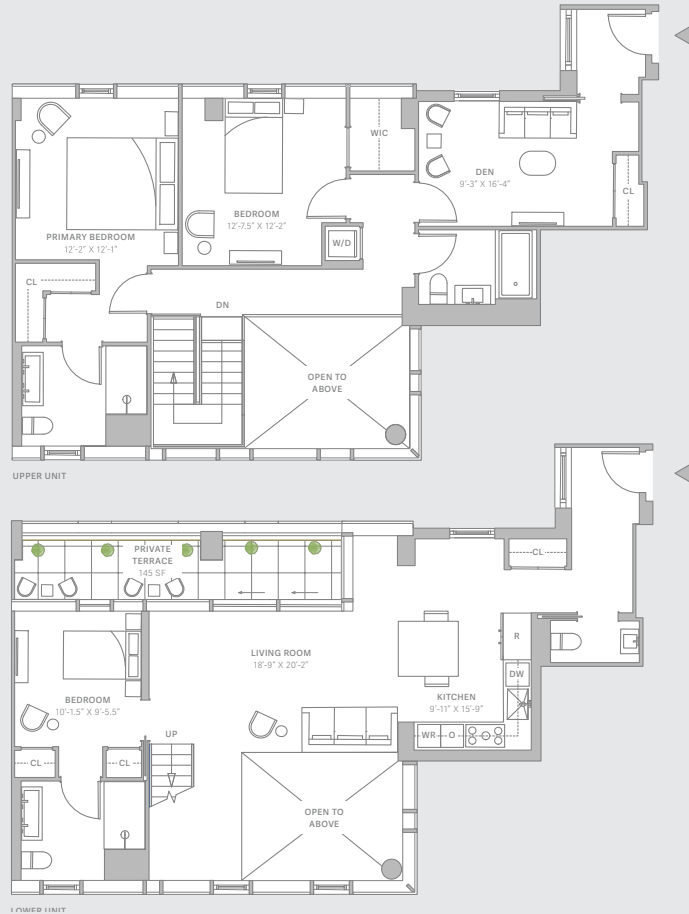 WIC
DEN
9'-3" X 16'-4"
CL
BEDROOM
12'-7.5" X 12'-2"
PRIMARY BEDROOM
12'-2" X 12'-1"
W/D
CL
DN
OPEN TO
ABOVE
UPPER UNIT
PRIVATE
TERRACE
145 SF
CL
R
LIVING ROOM
18'-9" X 20'-2"
DW
BEDROOM
10'-1.5" X 9'-5.5"
KITCHEN
9'-11" X 15'-9"
UP
WR
O
CL
CL
OPEN TO
ABOVE
LOWER UNIT